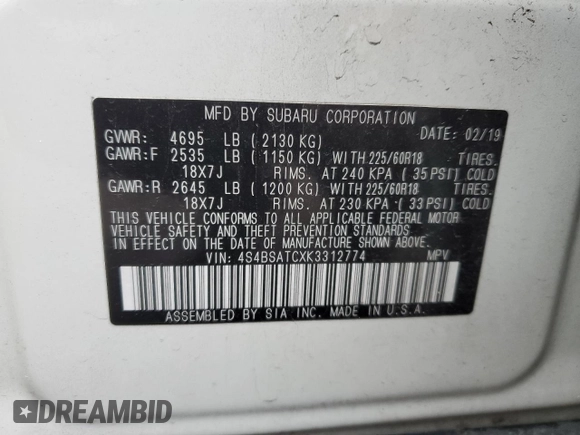 MFD BY SUBARU CORPORATION
GVWR: 4695 LB (2130 KG) DATE: 02/19
GAWR:F 2535 LB (1150 KG) WITH 225/60R18 TIRES.
18X7J RIMS. AT 240 KPA (35 PSI) COLD
GAWR:R 2645 LB (1200 KG) WITH 225/60R18 TIRES.
18X7J RIMS. AT 230 KPA (33 PSI) COLD
THIS VEHICLE CONFORMS TO ALL APPLICABLE FEDERAL MOTOR
VEHICLE SAFETY AND THEFT PREVENTION STANDARDS
IN EFFECT ON THE DATE OF MANUFACTURE SHOWN ABOVE.
VIN: 4S4BSATCXK3312774 MPV
ASSEMBLED BY SIA INC. MADE IN U.S.A.
DREAMBID